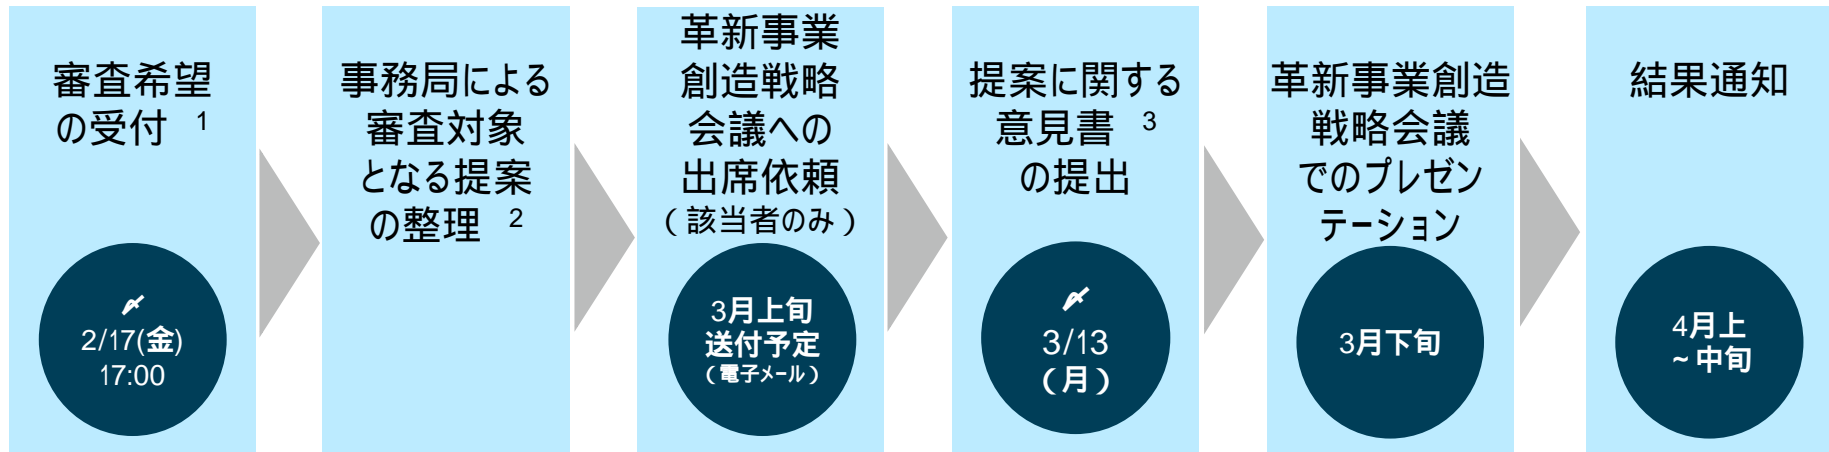 審査希望
の受付 1
〆
2/17(金)
17:00
事務局による
審査対象
となる提案
の整理 2
革新事業
創造戦略
会議への
出席依頼
(該当者のみ)
3月上旬
送付予定
(電子メール)
提案に関する
意見書 3
の提出
〆
3/13
(月)
革新事業創造
戦略会議
でのプレゼン
テーション
3月下旬
結果通知
4月上
~中旬